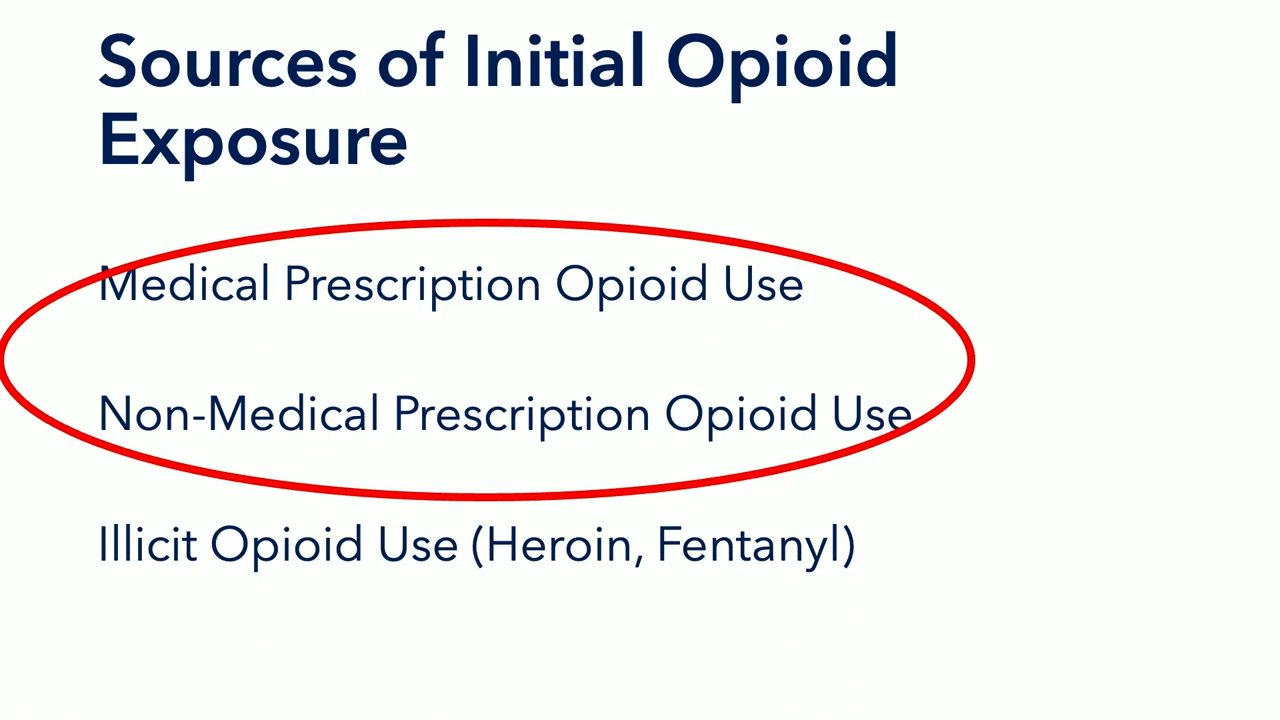 Sources of Initial Opioid
Exposure
Medical Prescription Opioid Use
Non-Medical Prescription Opioid Use
Illicit Opioid Use (Heroin, Fentanyl)